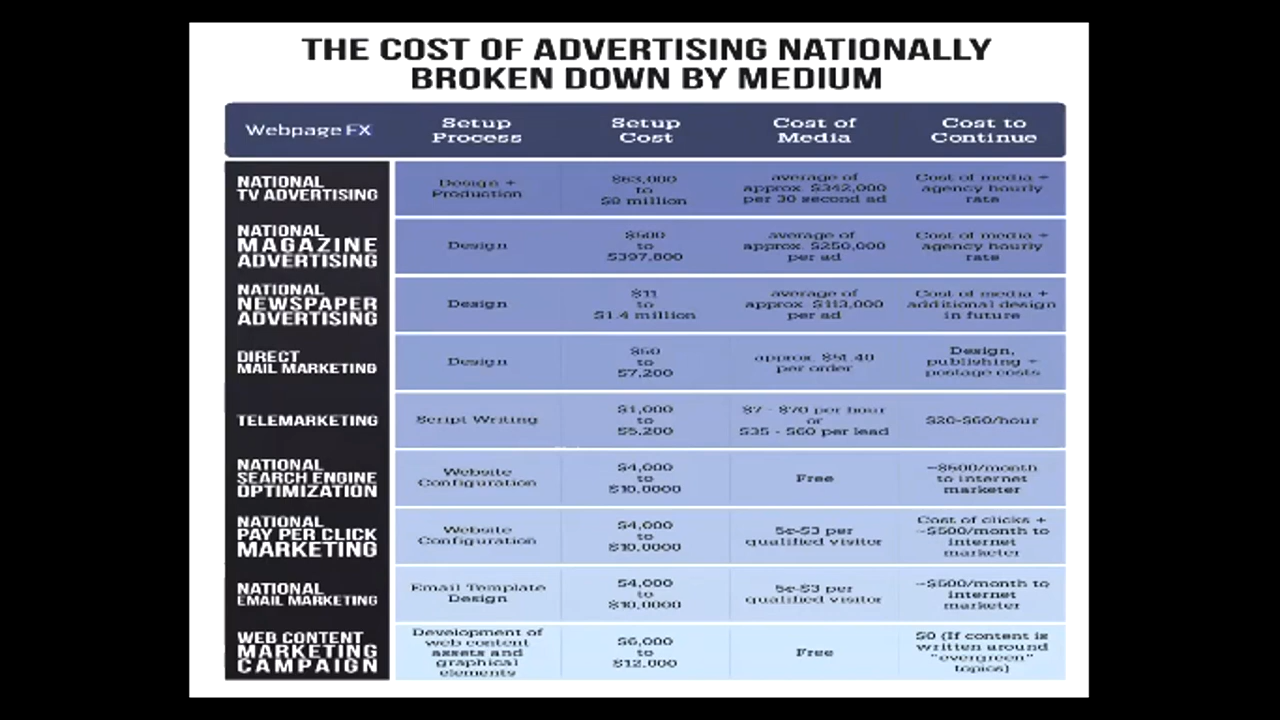 THE COST OF ADVERTISING NATIONALLY
BROKEN DOWN BY MEDIUM
Webpage FX
Setup
Process
Setup
Cost
Cost of
Media
Cost to
Continue
NATIONAL
TV ADVERTISING
Design +
Production
$63,000
to
$8 million
average of
approx. $342,000
per 30 second ad
Cost of media +
agency hourly
rate
NATIONAL
MAGAZINE
ADVERTISING
Design
$500
to
$397,800
average of
approx. $250,000
per ad
Cost of media +
agency hourly
rate
NATIONAL
NEWSPAPER
ADVERTISING
Design
$11
to
$1.4 million
average of
approx. $113,000
per ad
Cost of media +
additional design
in future
DIRECT
MAIL MARKETING
Design
$50
to
$7,200
approx. $51.40
per order
Design,
publishing +
postage costs
TELEMARKETING
Script Writing
$1,000
to
$5,200
$7 - $70 per hour
or
$35 - $60 per lead
$20-$60/hour
NATIONAL
SEARCH ENGINE
OPTIMIZATION
Website
Configuration
$4,000
to
$10,0000
Free
~$500/month
to internet
marketer
NATIONAL
PAY PER CLICK
MARKETING
Website
Configuration
$4,000
to
$10,0000
5¢-$3 per
qualified visitor
Cost of clicks +
~$500/month to
internet
marketer
NATIONAL
EMAIL MARKETING
Email Template
Design
$4,000
to
$10,0000
5¢-$3 per
qualified visitor
~$500/month to
internet
marketer
WEB CONTENT
MARKETING
CAMPAIGN
Development of
web content
assets and
graphical
elements
$6,000
to
$12,000
Free
$0 (If content is
written around
"evergreen"
topics)